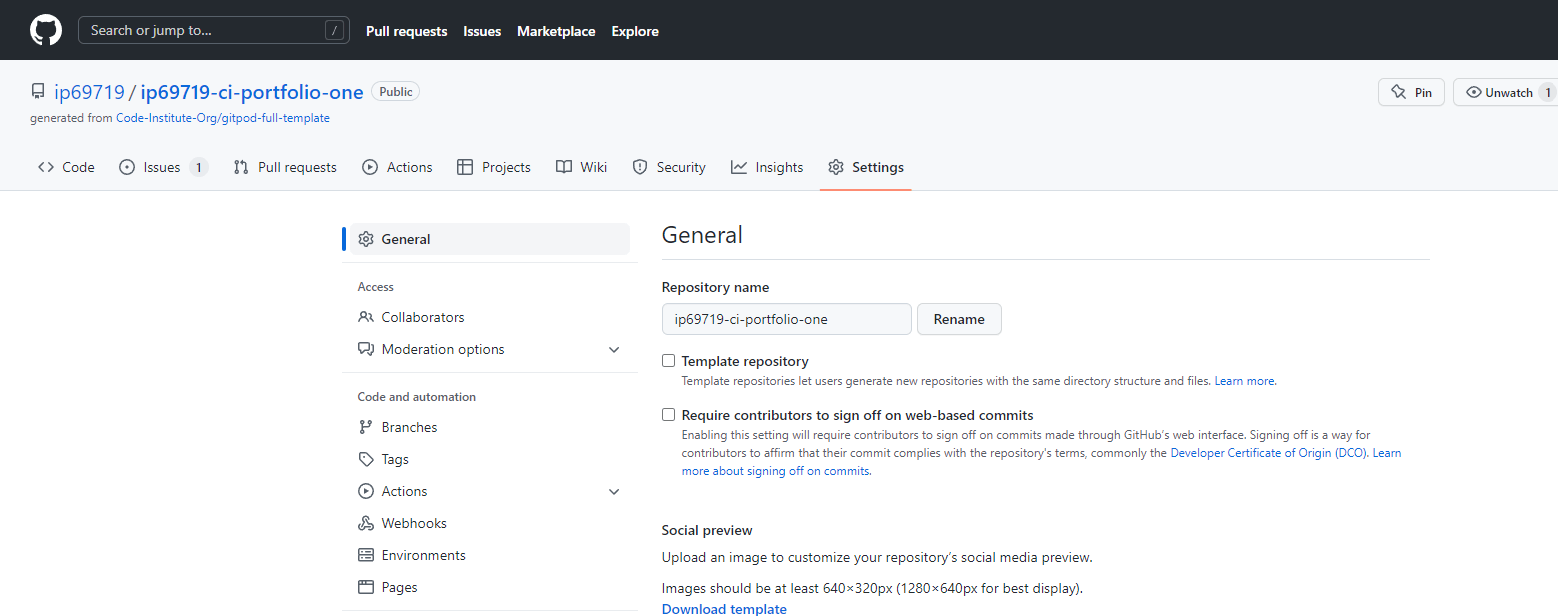 Search or jump to... /
Pull requests Issues Marketplace Explore
ip69719 / ip69719-ci-portfolio-one Public
Pin Unwatch 1
generated from Code-Institute-Org/gitpod-full-template
Code Issues 1 Pull requests Actions Projects Wiki Security Insights Settings
General
Access
Collaborators
Moderation options
Code and automation
Branches
Tags
Actions
Webhooks
Environments
Pages
General
Repository name
ip69719-ci-portfolio-one Rename
Template repository
Template repositories let users generate new repositories with the same directory structure and files. Learn more.
Require contributors to sign off on web-based commits
Enabling this setting will require contributors to sign off on commits made through GitHub's web interface. Signing off is a way for
contributors to affirm that their commit complies with the repository's terms, commonly the Developer Certificate of Origin (DCO). Learn
more about signing off on commits.
Social preview
Upload an image to customize your repository's social media preview.
Images should be at least 640×320px (1280×640px for best display).
Download template